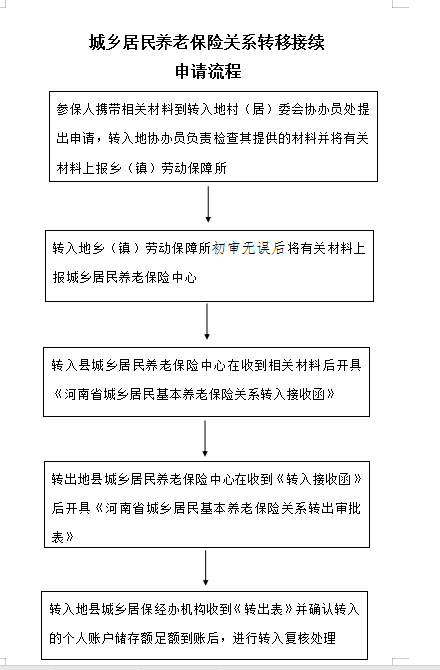 城乡居民养老保险关系转移接续
申请流程
参保人携带相关材料到转入地村（居）委会协办员处提
出申请，转入地协办员负责检查其提供的材料并将有关
材料上报乡（镇）劳动保障所
转入地乡（镇）劳动保障所初审无误后将有关材料上
报城乡居民养老保险中心
转入县城乡居民养老保险中心在收到相关材料后开具
《河南省城乡居民基本养老保险关系转入接收函》
转出地县城乡居民养老保险中心在收到《转入接收函》
后开具《河南省城乡居民基本养老保险关系转出审批
表》
转入地县城乡居保经办机构收到《转出表》并确认转入
的个人账户储存额足额到账后，进行转入复核处理